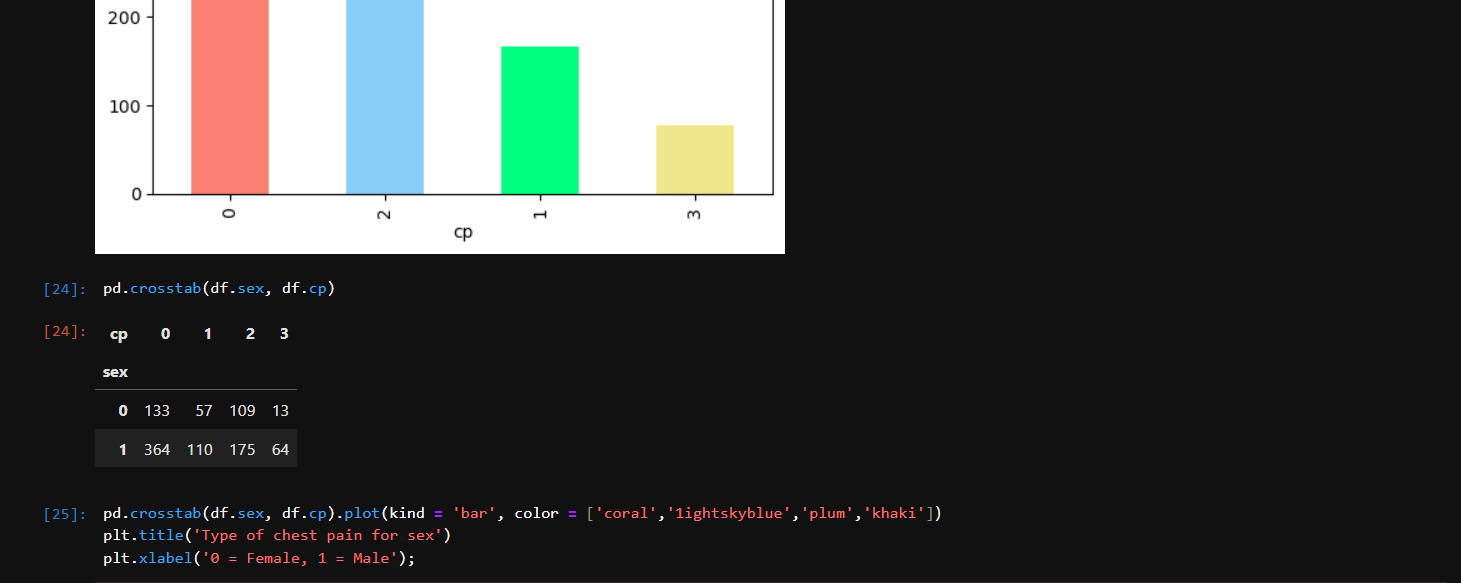 200
100
0
0 2 1 3
cp
[24]: pd.crosstab(df.sex, df.cp)
[24]: cp 0 1 2 3
sex
0 133 57 109 13
1 364 110 175 64
[25]: pd.crosstab(df.sex, df.cp).plot(kind = 'bar', color = ['coral','1ightskyblue','plum','khaki'])
plt.title('Type of chest pain for sex')
plt.xlabel('0 = Female, 1 = Male');